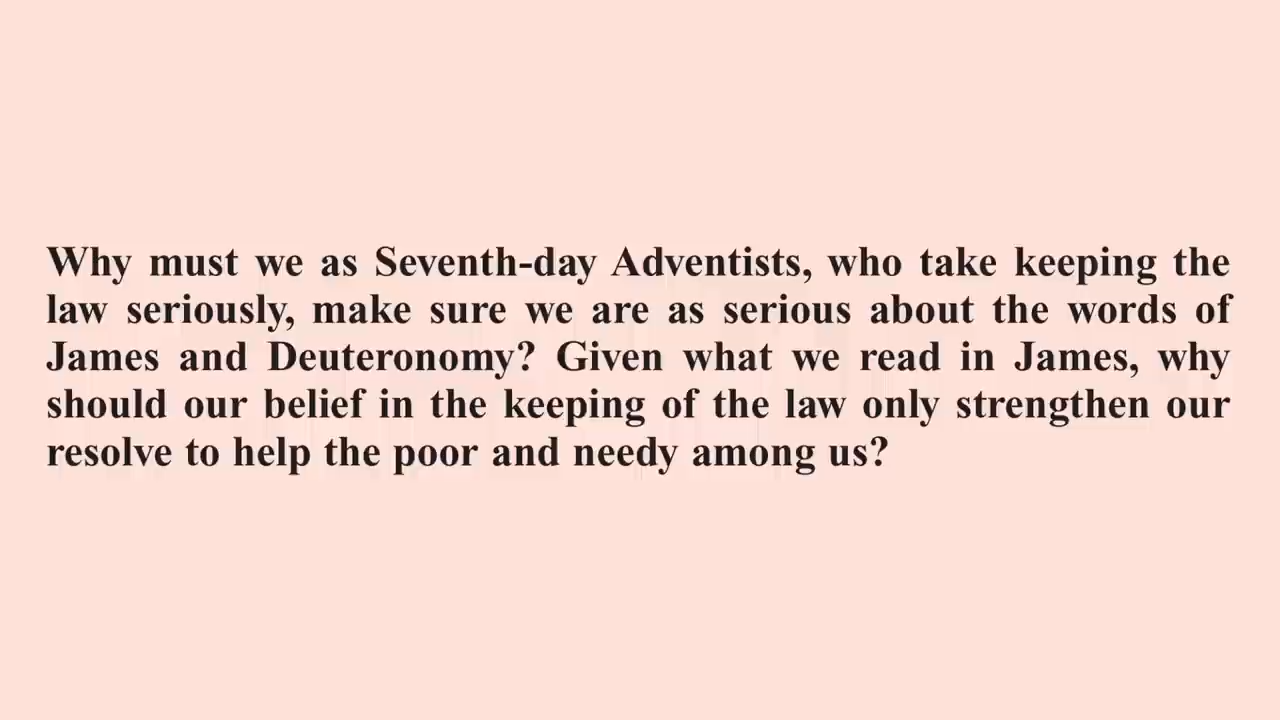 Why must we as Seventh-day Adventists, who take keeping the
law seriously, make sure we are as serious about the words of
James and Deuteronomy? Given what we read in James, why
should our belief in the keeping of the law only strengthen our
resolve to help the poor and needy among us?